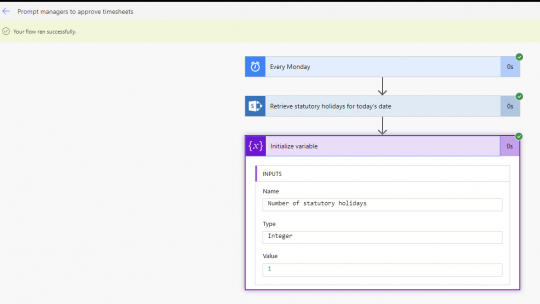 Prompt managers to approve timesheets
Your flow ran successfully.
Every Monday
0s
Retrieve statutory holidays for today's date
0s
{x}
Initialize variable
0s
INPUTS
Name
Number of statutory holidays
Type
Integer
Value
1